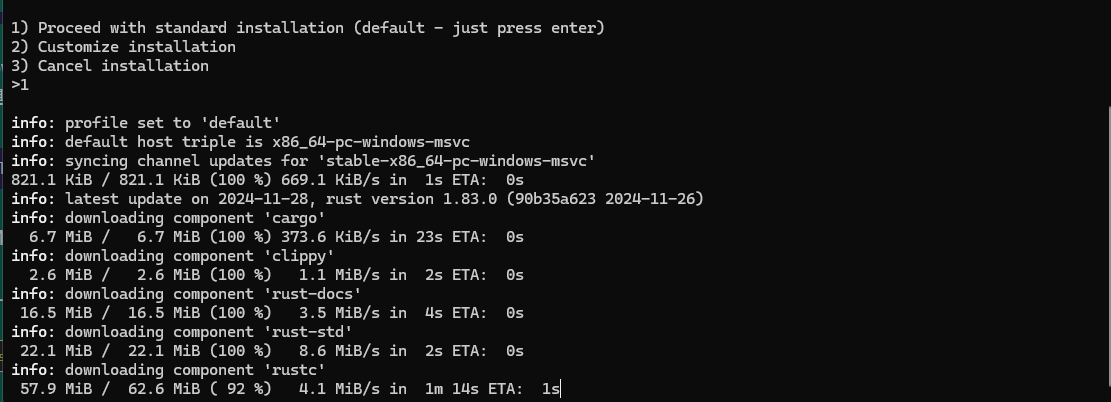 1) Proceed with standard installation (default - just press enter)
2) Customize installation
3) Cancel installation
>1
info: profile set to 'default'
info: default host triple is x86_64-pc-windows-msvc
info: syncing channel updates for 'stable-x86_64-pc-windows-msvc'
821.1 KiB / 821.1 KiB (100 %) 669.1 KiB/s in  1s ETA:  0s
info: latest update on 2024-11-28, rust version 1.83.0 (90b35a623 2024-11-26)
info: downloading component 'cargo'
  6.7 MiB /   6.7 MiB (100 %) 373.6 KiB/s in 23s ETA:  0s
info: downloading component 'clippy'
  2.6 MiB /   2.6 MiB (100 %)   1.1 MiB/s in  2s ETA:  0s
info: downloading component 'rust-docs'
 16.5 MiB /  16.5 MiB (100 %)   3.5 MiB/s in  4s ETA:  0s
info: downloading component 'rust-std'
 22.1 MiB /  22.1 MiB (100 %)   8.6 MiB/s in  2s ETA:  0s
info: downloading component 'rustc'
 57.9 MiB /  62.6 MiB ( 92 %)   4.1 MiB/s in  1m 14s ETA:  1s